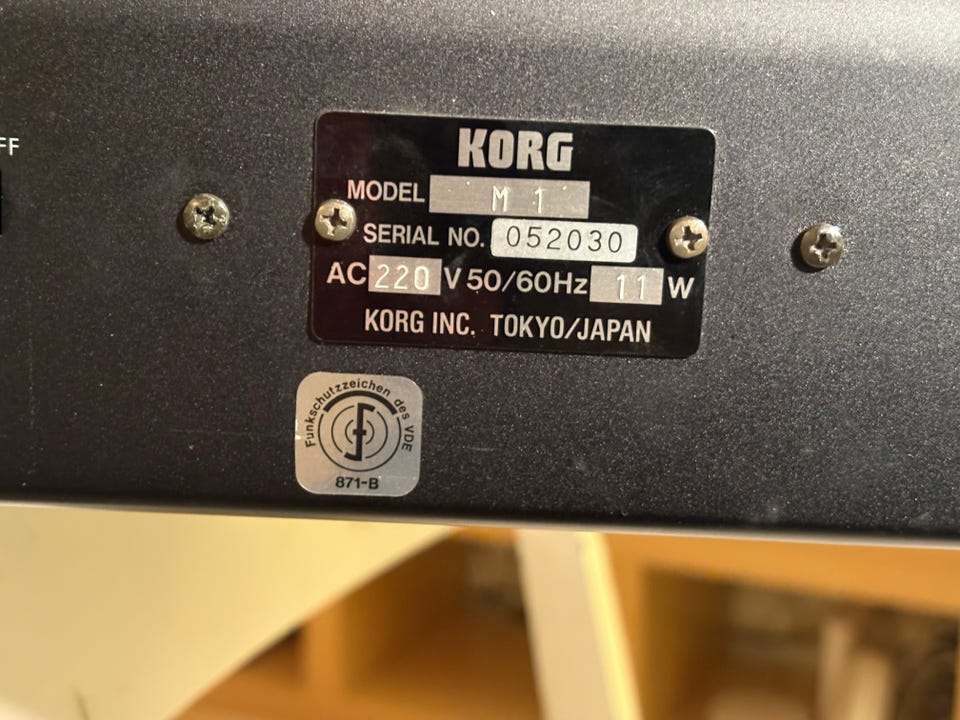 FF
KORG
MODEL M 1
SERIAL NO. 052030
AC 220 V 50/60Hz 11 W
KORG INC. TOKYO/JAPAN
Funkschutzzeichen des VDE
871-B